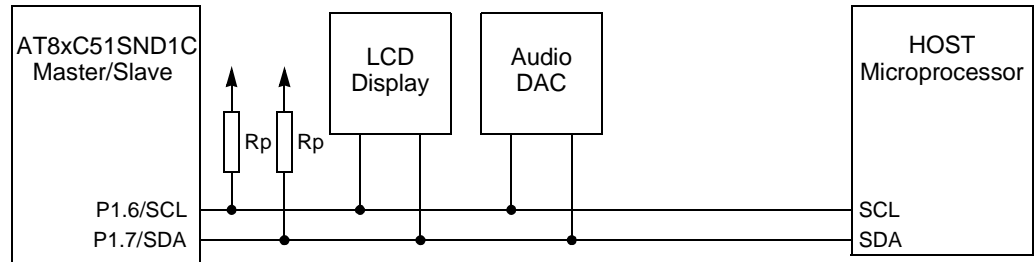 AT8xC51SND1C
Master/Slave
LCD
Display
Audio
DAC
HOST
Microprocessor
Rp
Rp
P1.6/SCL
SCL
P1.7/SDA
SDA